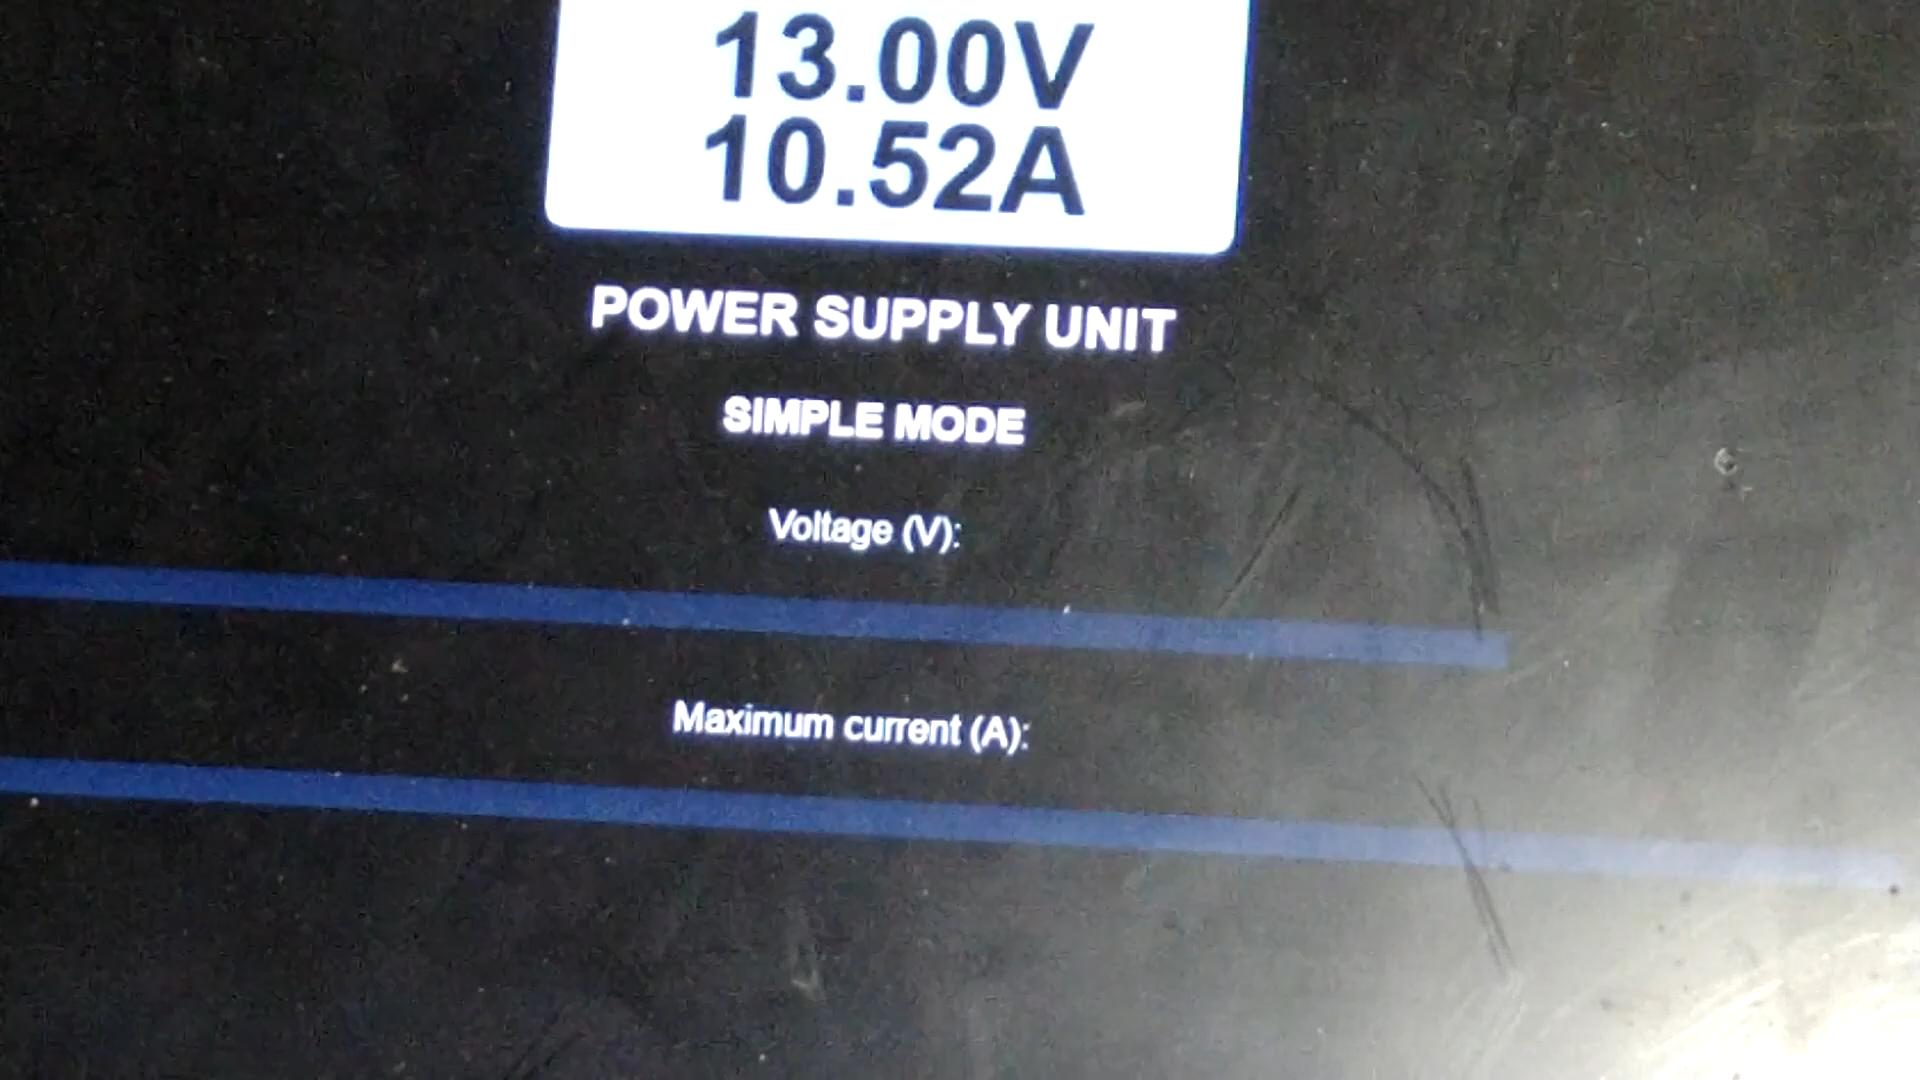 13.00V
10.52A
POWER SUPPLY UNIT
SIMPLE MODE
Voltage (V):
Maximum current (A):